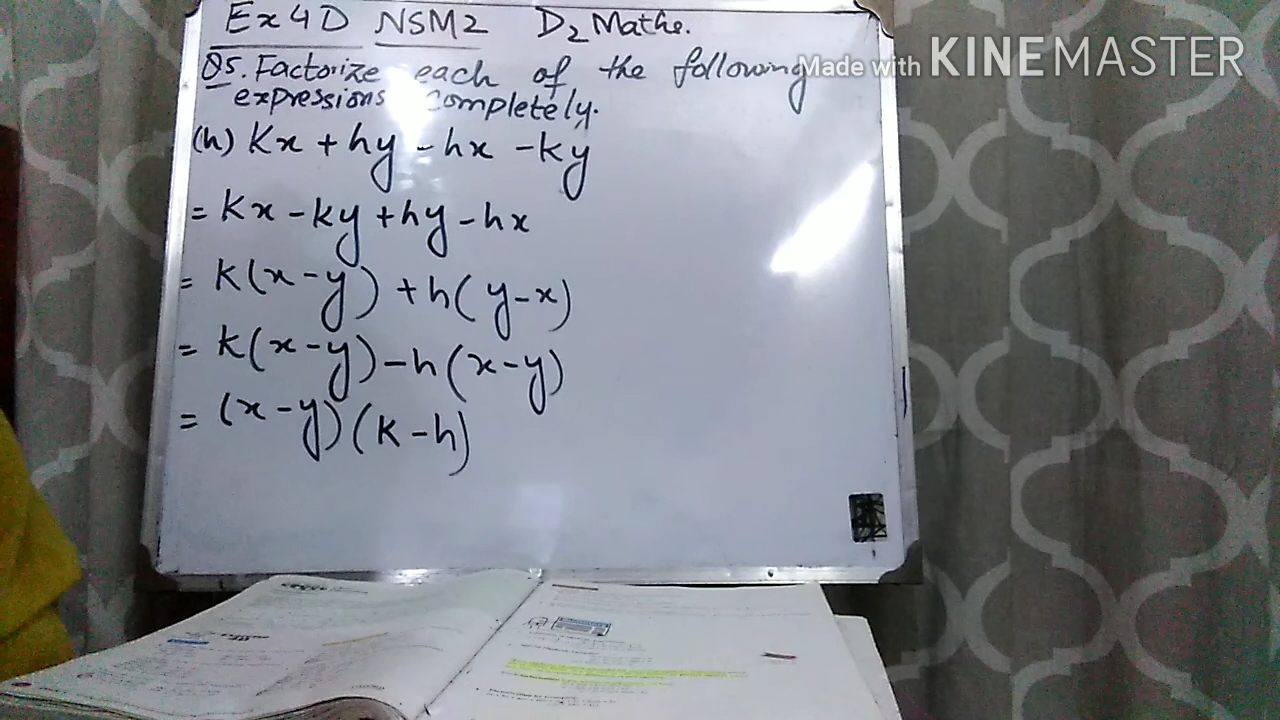 Ex 4 D NSM2 D2 Maths.
Made with KINEMASTER
Q5. Factorize each of the following
expressions completely.
(h) Kx + hy - hx - ky
= Kx - ky + hy - hx
= K(x-y) + h(y-x)
= K(x-y) - h(x-y)
= (x-y)(K-h)